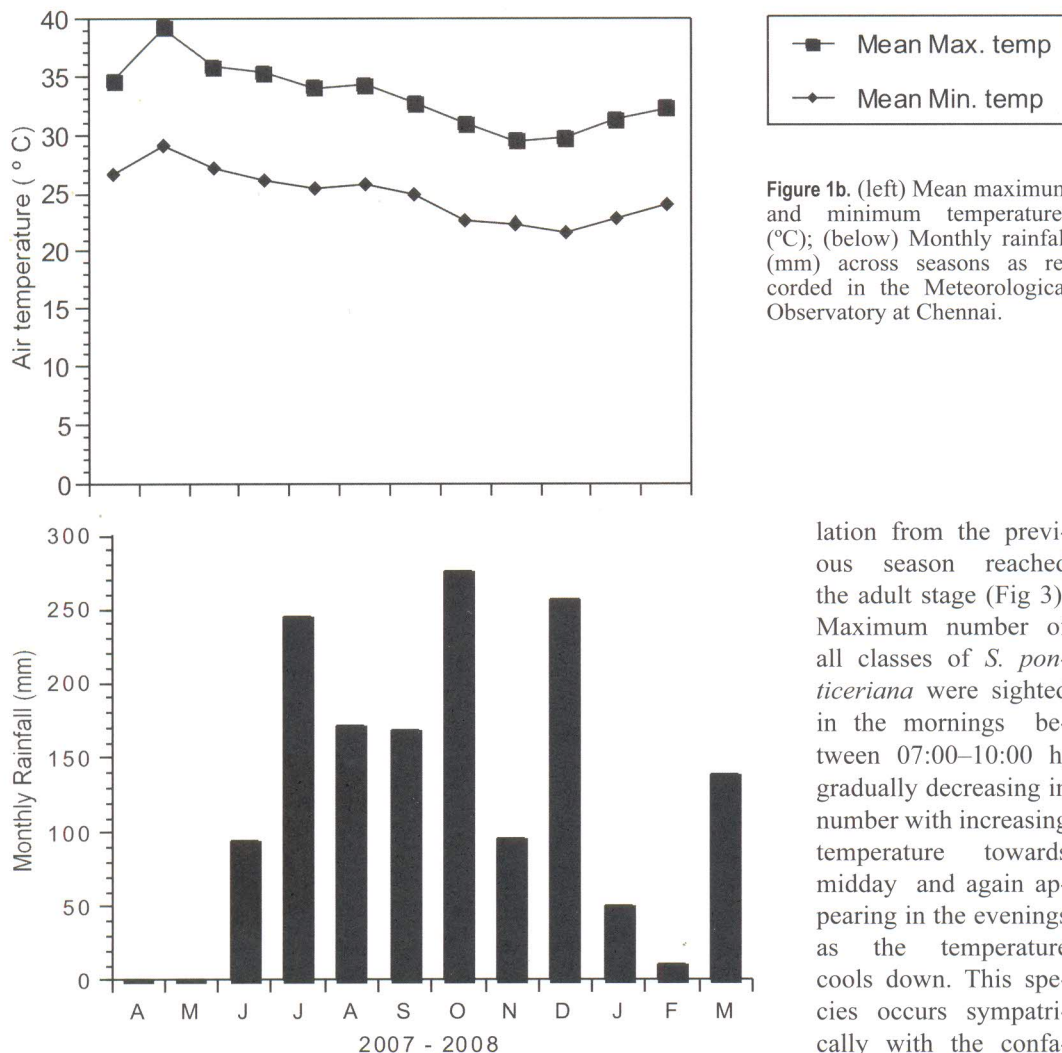 40
35
30
25
20
15
10
5
0
Air temperature ( º C)
Mean Max. temp
Mean Min. temp
Figure 1b. (left) Mean maximum
and minimum temperature
(ºC); (below) Monthly rainfal
(mm) across seasons as re
corded in the Meteorologica
Observatory at Chennai.
300
250
200
150
100
50
0
Monthly Rainfall (mm)
A M J J A S O N D J F M
2007 - 2008
lation from the previ-
ous season reached
the adult stage (Fig 3)
Maximum number of
all classes of S. pon-
ticeriana were sighted
in the mornings be-
tween 07:00–10:00 h
gradually decreasing in
number with increasing
temperature towards
midday and again ap-
pearing in the evenings
as the temperature
cools down. This spe-
cies occurs sympatri-
cally with the confa-